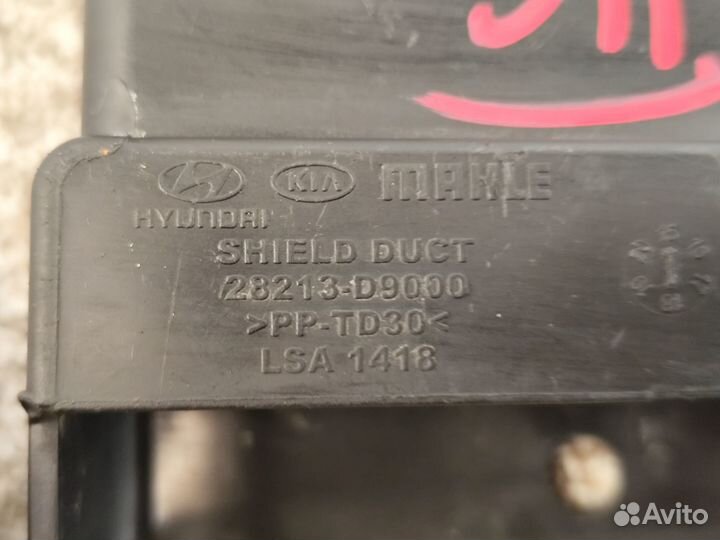 HYUNDAI
KIA MAHLE
SHIELD DUCT
28213-D9000
>PP-TD30<
LSA 1418
Avito